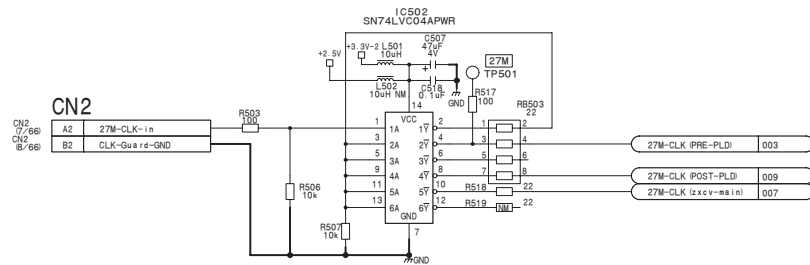 IC502
SN74LVC04APWR
+2.5V
+3.3V-2
L501
10uH
L502
10uH NM
C507
47uF
4V
+
C518
0.1uF
GND
27M
TP501
R517
100
RB503
22
CN2
CN2
(7/66)
A2 27M-CLK-in
CN2
(8/66)
B2 CLK-Guard-GND
R503
100
R506
10k
R507
10k
14
VCC
1 1A 1Y 2
3 2A 2Y 4
5 3A 3Y 6
9 4A 4Y 8
11 5A 5Y 10
13 6A 6Y 12
GND
7
GND
1 2
3 4
5 6
7 8
R518 22
R519 NM 22
27M-CLK (PRE-PLD) 003
27M-CLK (POST-PLD) 009
27M-CLK (zxcv-main) 007